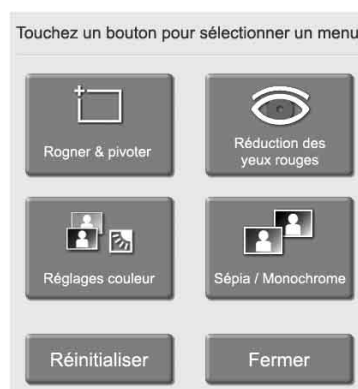 Touchez un bouton pour sélectionner un menu
Rogner & pivoter
Réduction des
yeux rouges
Réglages couleur
Sépia / Monochrome
Réinitialiser
Fermer